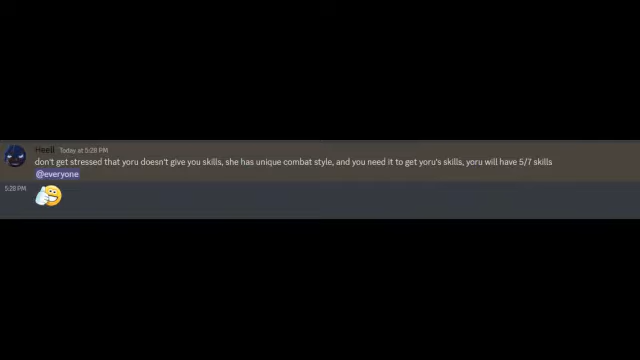 Heell Today at 5:28 PM
don't get stressed that yoru doesn't give you skills, she has unique combat style, and you need it to get yoru's skills, yoru will have 5/7 skills
@everyone
5:28 PM